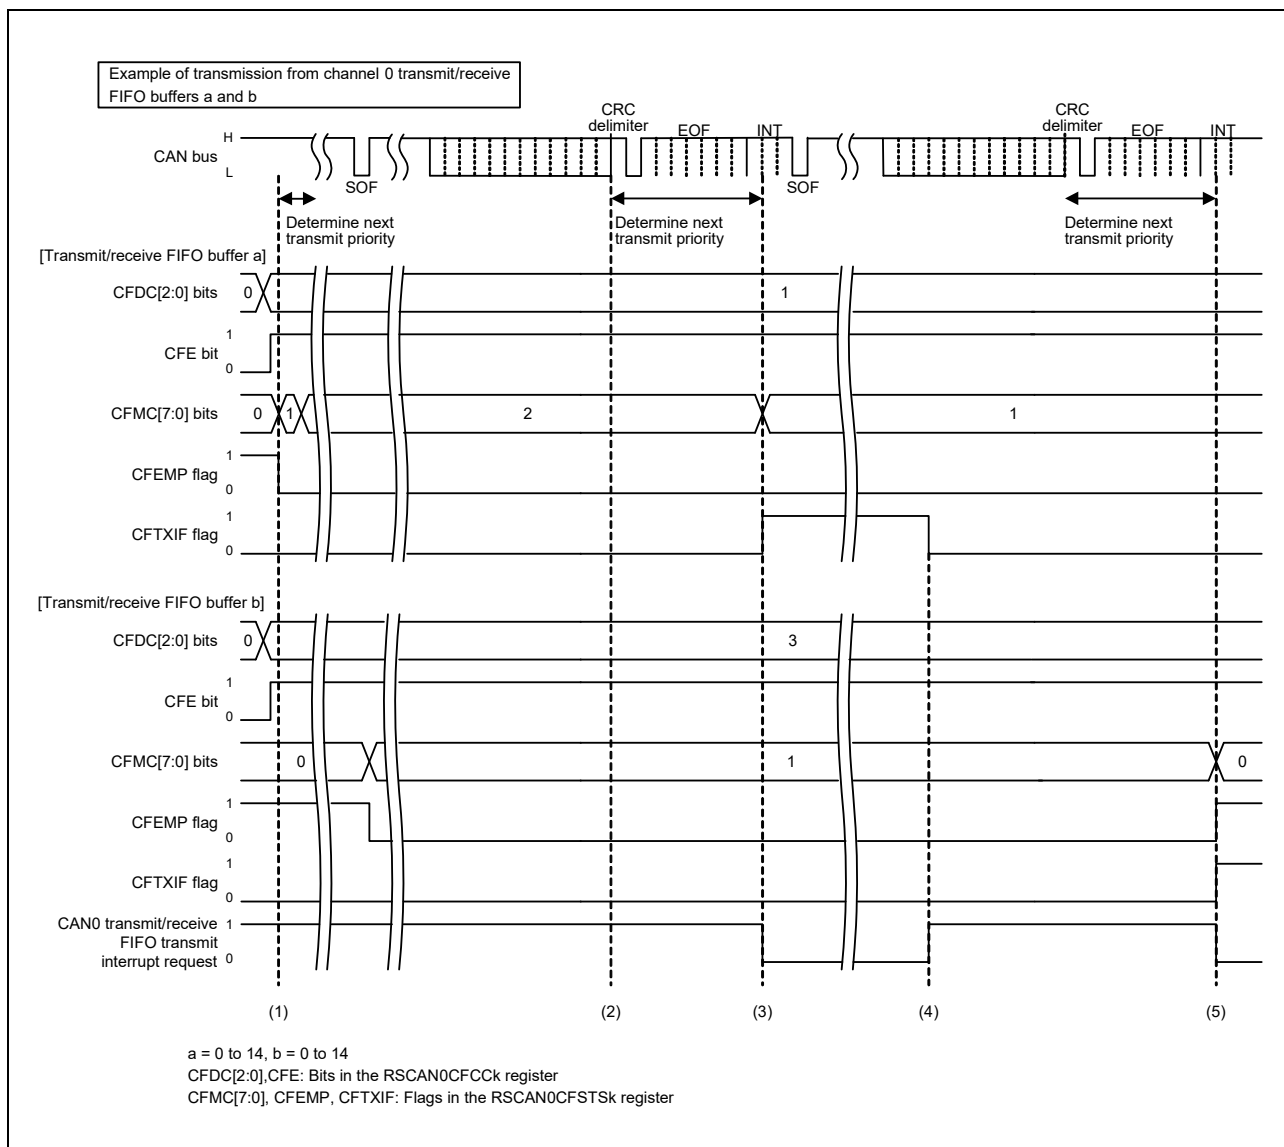 Example of transmission from channel 0 transmit/receive
FIFO buffers a and b
CRC
delimiter
EOF
INT
CRC
delimiter
EOF
INT
H
CAN bus
L
SOF
SOF
Determine next
transmit priority
Determine next
transmit priority
Determine next
transmit priority
[Transmit/receive FIFO buffer a]
CFDC[2:0] bits
0
1
1
CFE bit
0
CFMC[7:0] bits
0
1
2
1
1
CFEMP flag
0
1
CFTXIF flag
0
[Transmit/receive FIFO buffer b]
CFDC[2:0] bits
0
3
1
CFE bit
0
CFMC[7:0] bits
0
1
0
1
CFEMP flag
0
1
CFTXIF flag
0
CAN0 transmit/receive 1
FIFO transmit
interrupt request 0
(1)
(2)
(3)
(4)
(5)
a = 0 to 14, b = 0 to 14
CFDC[2:0],CFE: Bits in the RSCAN0CFCCk register
CFMC[7:0], CFEMP, CFTXIF: Flags in the RSCAN0CFSTSk register